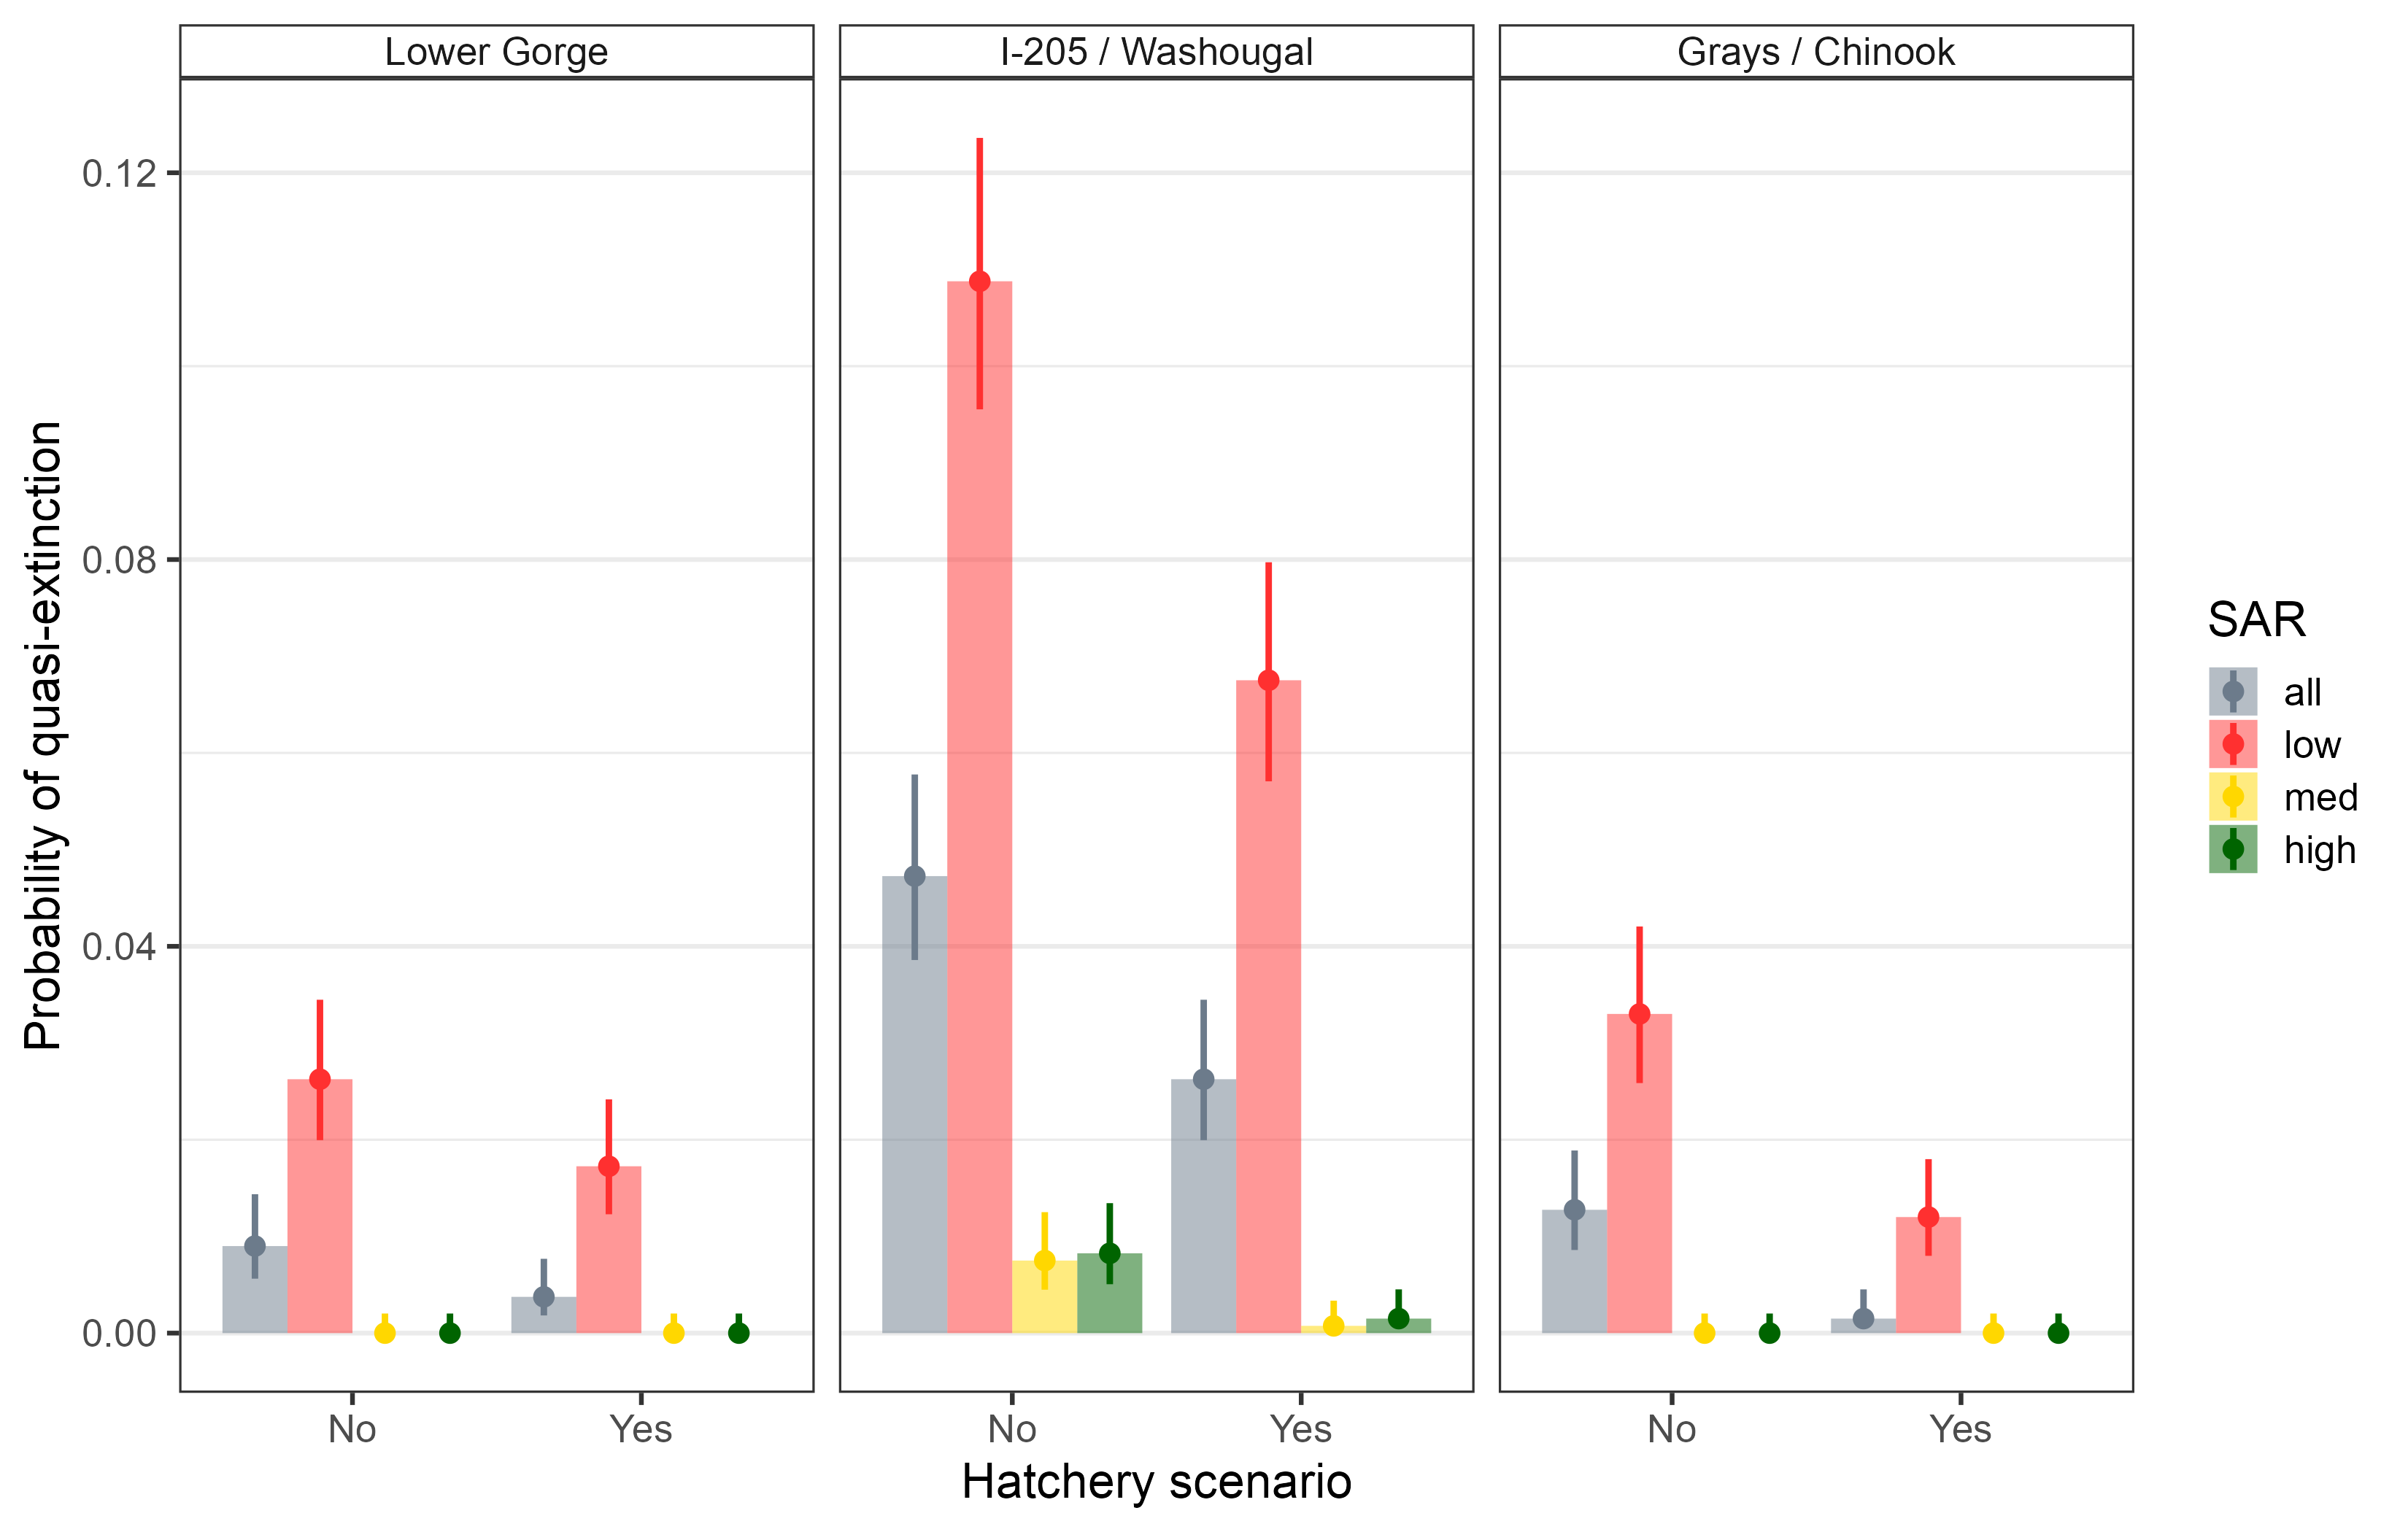 Lower Gorge
I-205 / Washougal
Grays / Chinook
Probability of quasi-extinction
0.12
0.08
0.04
0.00
No
Yes
No
Yes
No
Yes
Hatchery scenario
SAR
all
low
med
high